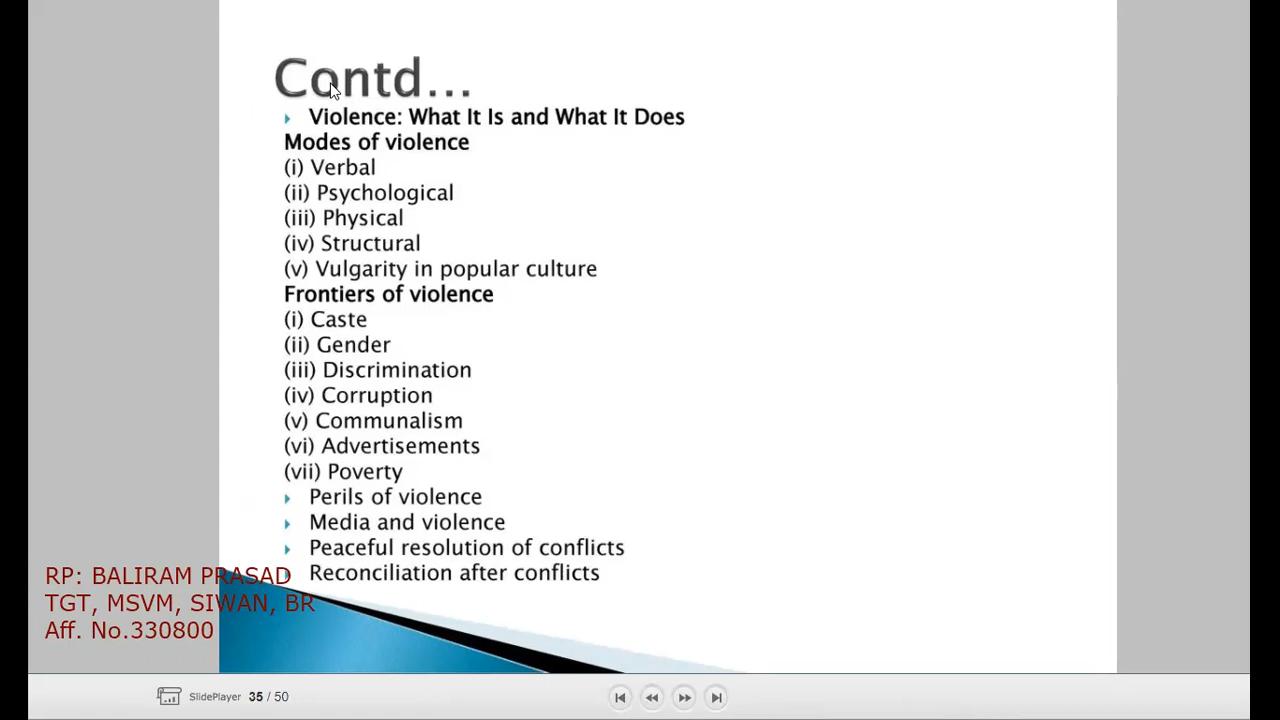 Contd...
Violence: What It Is and What It Does
Modes of violence
(i) Verbal
(ii) Psychological
(iii) Physical
(iv) Structural
(v) Vulgarity in popular culture
Frontiers of violence
(i) Caste
(ii) Gender
(iii) Discrimination
(iv) Corruption
(v) Communalism
(vi) Advertisements
(vii) Poverty
Perils of violence
Media and violence
Peaceful resolution of conflicts
Reconciliation after conflicts
RP: BALIRAM PRASAD
TGT, MSVM, SIWAN, BR
Aff. No.330800
SlidePlayer 35 / 50